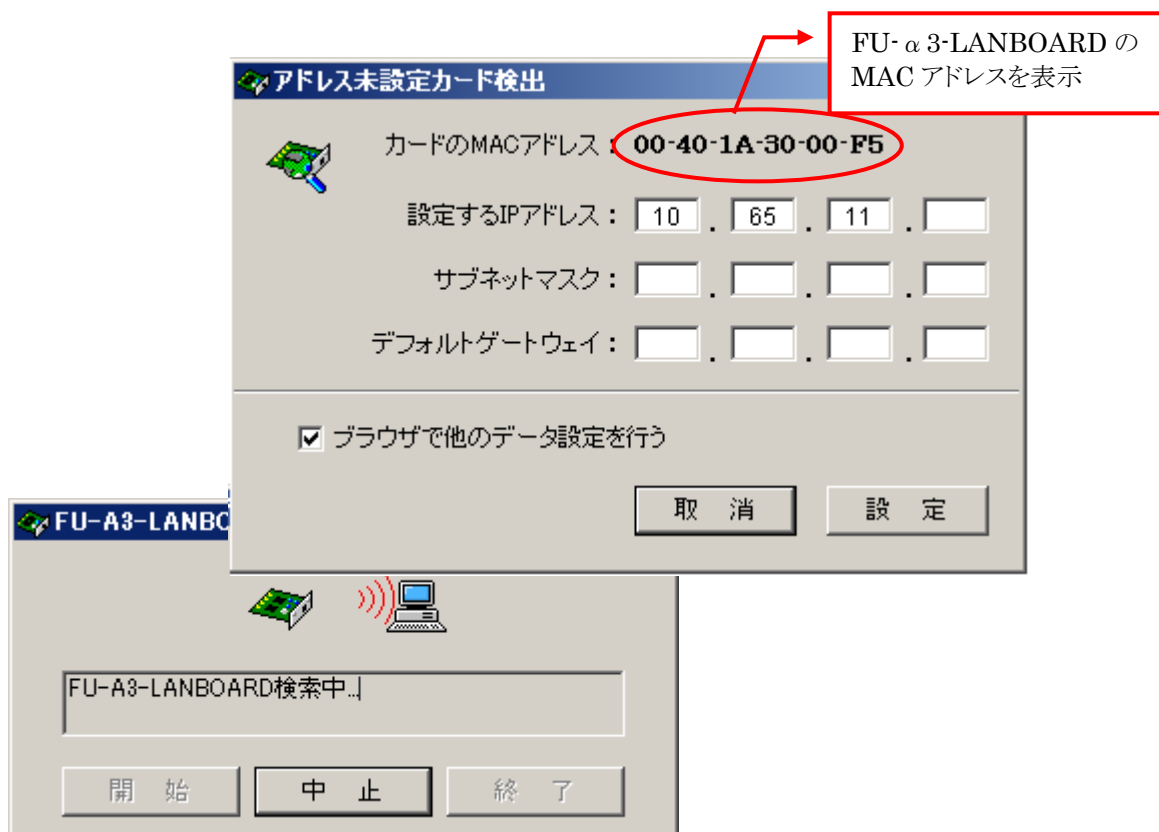 FU-α3-LANBOARD の
MAC アドレスを表示
アドレス未設定カード検出
カードのMACアドレス： 00-40-1A-30-00-F5
設定するIPアドレス： 10 . 65 . 11 .
サブネットマスク： . . .
デフォルトゲートウェイ： . . .
ブラウザで他のデータ設定を行う
取 消 設 定
FU-A3-LANBO
FU-A3-LANBOARD検索中...
開 始 中 止 終 了